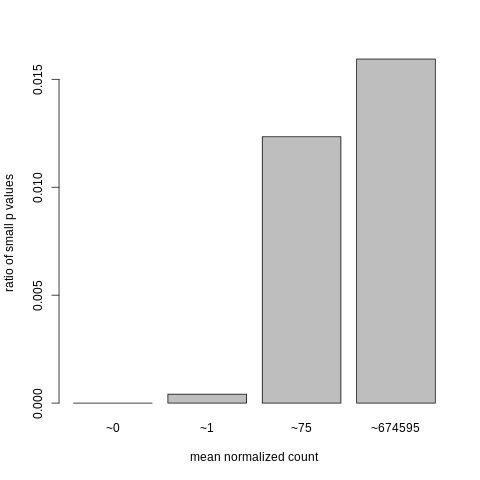 ratio of small p values
0.015
0.010
0.005
0.000
~0 ~1 ~75 ~674595
mean normalized count